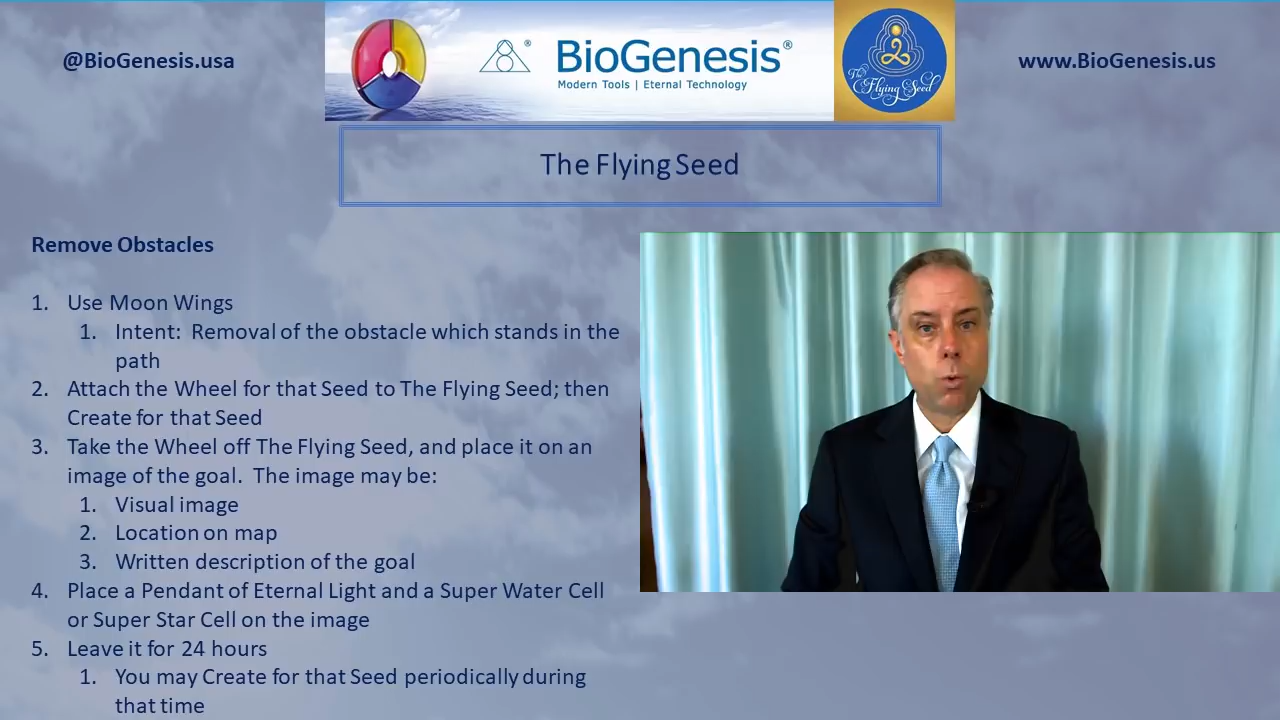 @BioGenesis.usa
BioGenesis®
Modern Tools | Eternal Technology
The Flying Seed
www.BioGenesis.us
The Flying Seed
Remove Obstacles
1. Use Moon Wings
1. Intent: Removal of the obstacle which stands in the
path
2. Attach the Wheel for that Seed to The Flying Seed; then
Create for that Seed
3. Take the Wheel off The Flying Seed, and place it on an
image of the goal. The image may be:
1. Visual image
2. Location on map
3. Written description of the goal
4. Place a Pendant of Eternal Light and a Super Water Cell
or Super Star Cell on the image
5. Leave it for 24 hours
1. You may Create for that Seed periodically during
that time